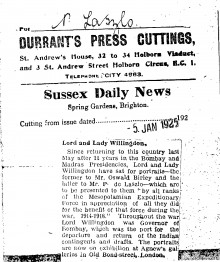 For P. Laszlo.
DURRANT'S PRESS CUTTINGS,
St. Andrew's House, 32 to 34 Holborn Viaduct,
and 3 St. Andrew Street Holborn Circus, E.C. 1.
TELEPHONE CITY 4963.
Sussex Daily News
Spring Gardens, Brighton.
Cutting from issue dated 192
-5 JAN 1925
Lord and Lady Willingdon.
Since returning to this country last
May after 11 years in the Bombay and
Madras Presidencies, Lord and Lady
Willingdon have sat for portraits—the
former to Mr. Oswald Birley and the
latter to Mr. P. de Laszlo—which are
to be presented to them "by all ranks
of the Mesopotamian Expeditionary
Force in appreciation of all they did
for the benefit of that force during the
war, 1914-1918." Throughout the war
Lord Willingdon was Governor of
Bombay, which was the port for the
departure and return of the Indian
contingents and drafts. The portraits
are now on exhibition at Agnew's galleries
in Old Bond-street, London.